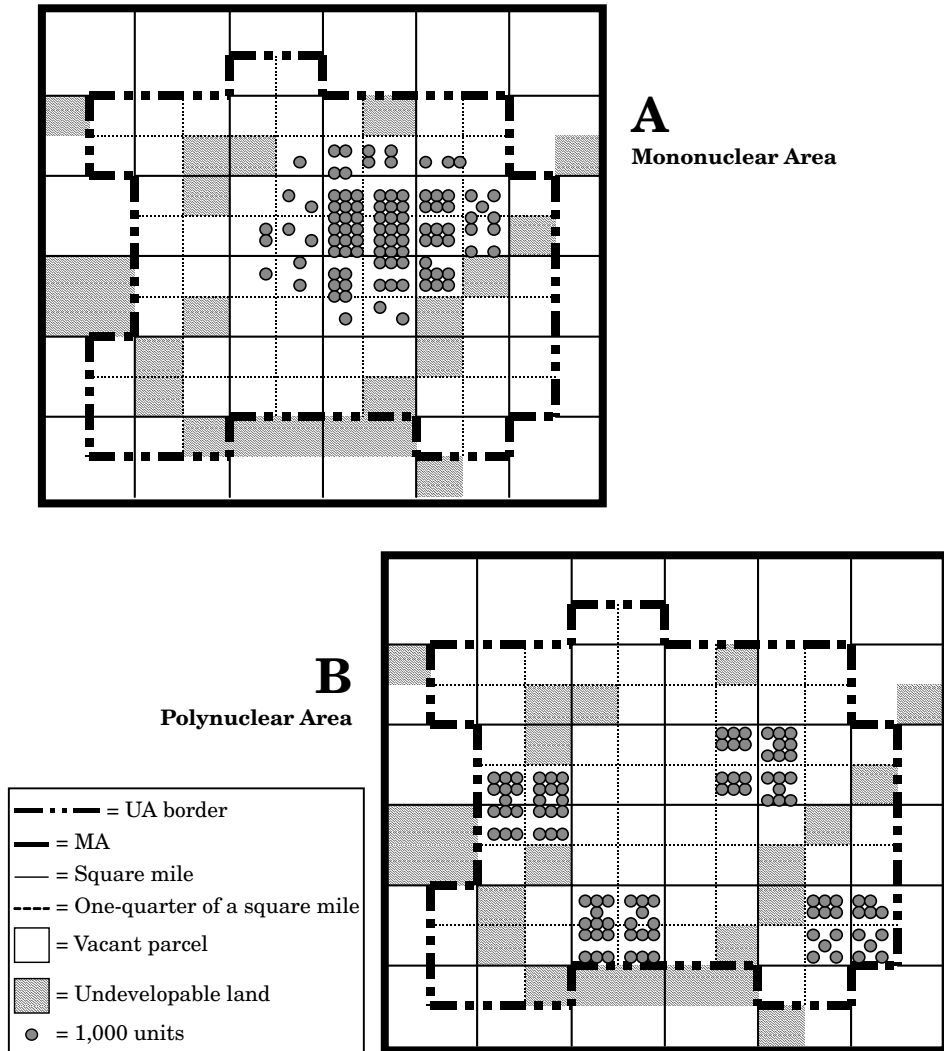 A
Mononuclear Area
B
Polynuclear Area
= UA border
= MA
= Square mile
= One-quarter of a square mile
= Vacant parcel
= Undevelopable land
= 1,000 units